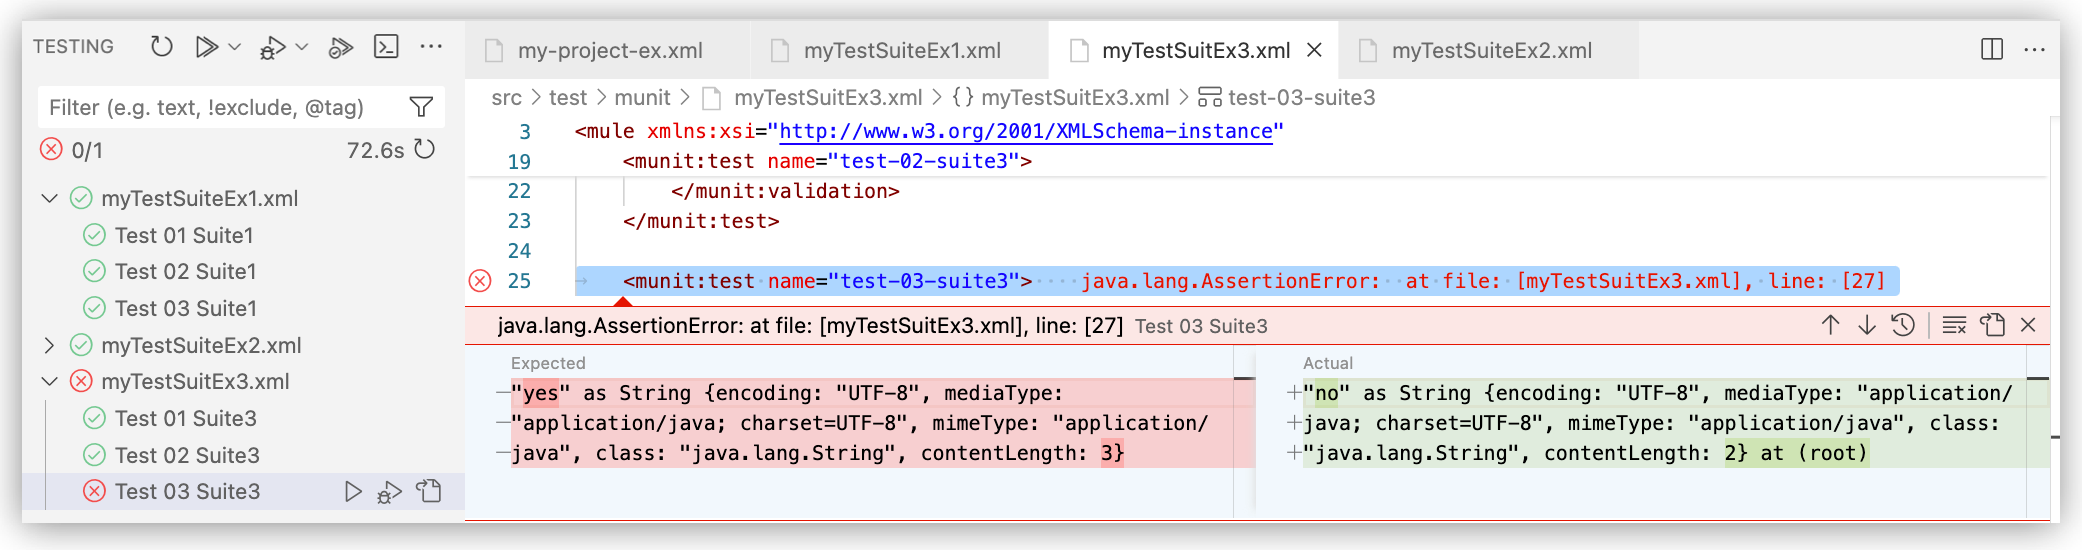 TESTING
my-project-ex.xml
myTestSuiteEx1.xml
myTestSuitEx3.xml
myTestSuiteEx2.xml
Filter (e.g. text, !exclude, @tag)
0/1
72.6s
myTestSuiteEx1.xml
Test 01 Suite1
Test 02 Suite1
Test 03 Suite1
myTestSuiteEx2.xml
myTestSuitEx3.xml
Test 01 Suite3
Test 02 Suite3
Test 03 Suite3
src > test > munit > myTestSuitEx3.xml > {} myTestSuitEx3.xml > test-03-suite3
3 <mule xmlns:xsi="http://www.w3.org/2001/XMLSchema-instance"
19 <munit:test name="test-02-suite3">
22 </munit:validation>
23 </munit:test>
24
25 <munit:test name="test-03-suite3"> java.lang.AssertionError: at file: [myTestSuitEx3.xml], line: [27]
java.lang.AssertionError: at file: [myTestSuitEx3.xml], line: [27] Test 03 Suite3
Expected
"yes" as String {encoding: "UTF-8", mediaType:
"application/java; charset=UTF-8", mimeType: "application/
java", class: "java.lang.String", contentLength: 3}
Actual
"no" as String {encoding: "UTF-8", mediaType: "application/
java; charset=UTF-8", mimeType: "application/java", class:
"java.lang.String", contentLength: 2} at (root)